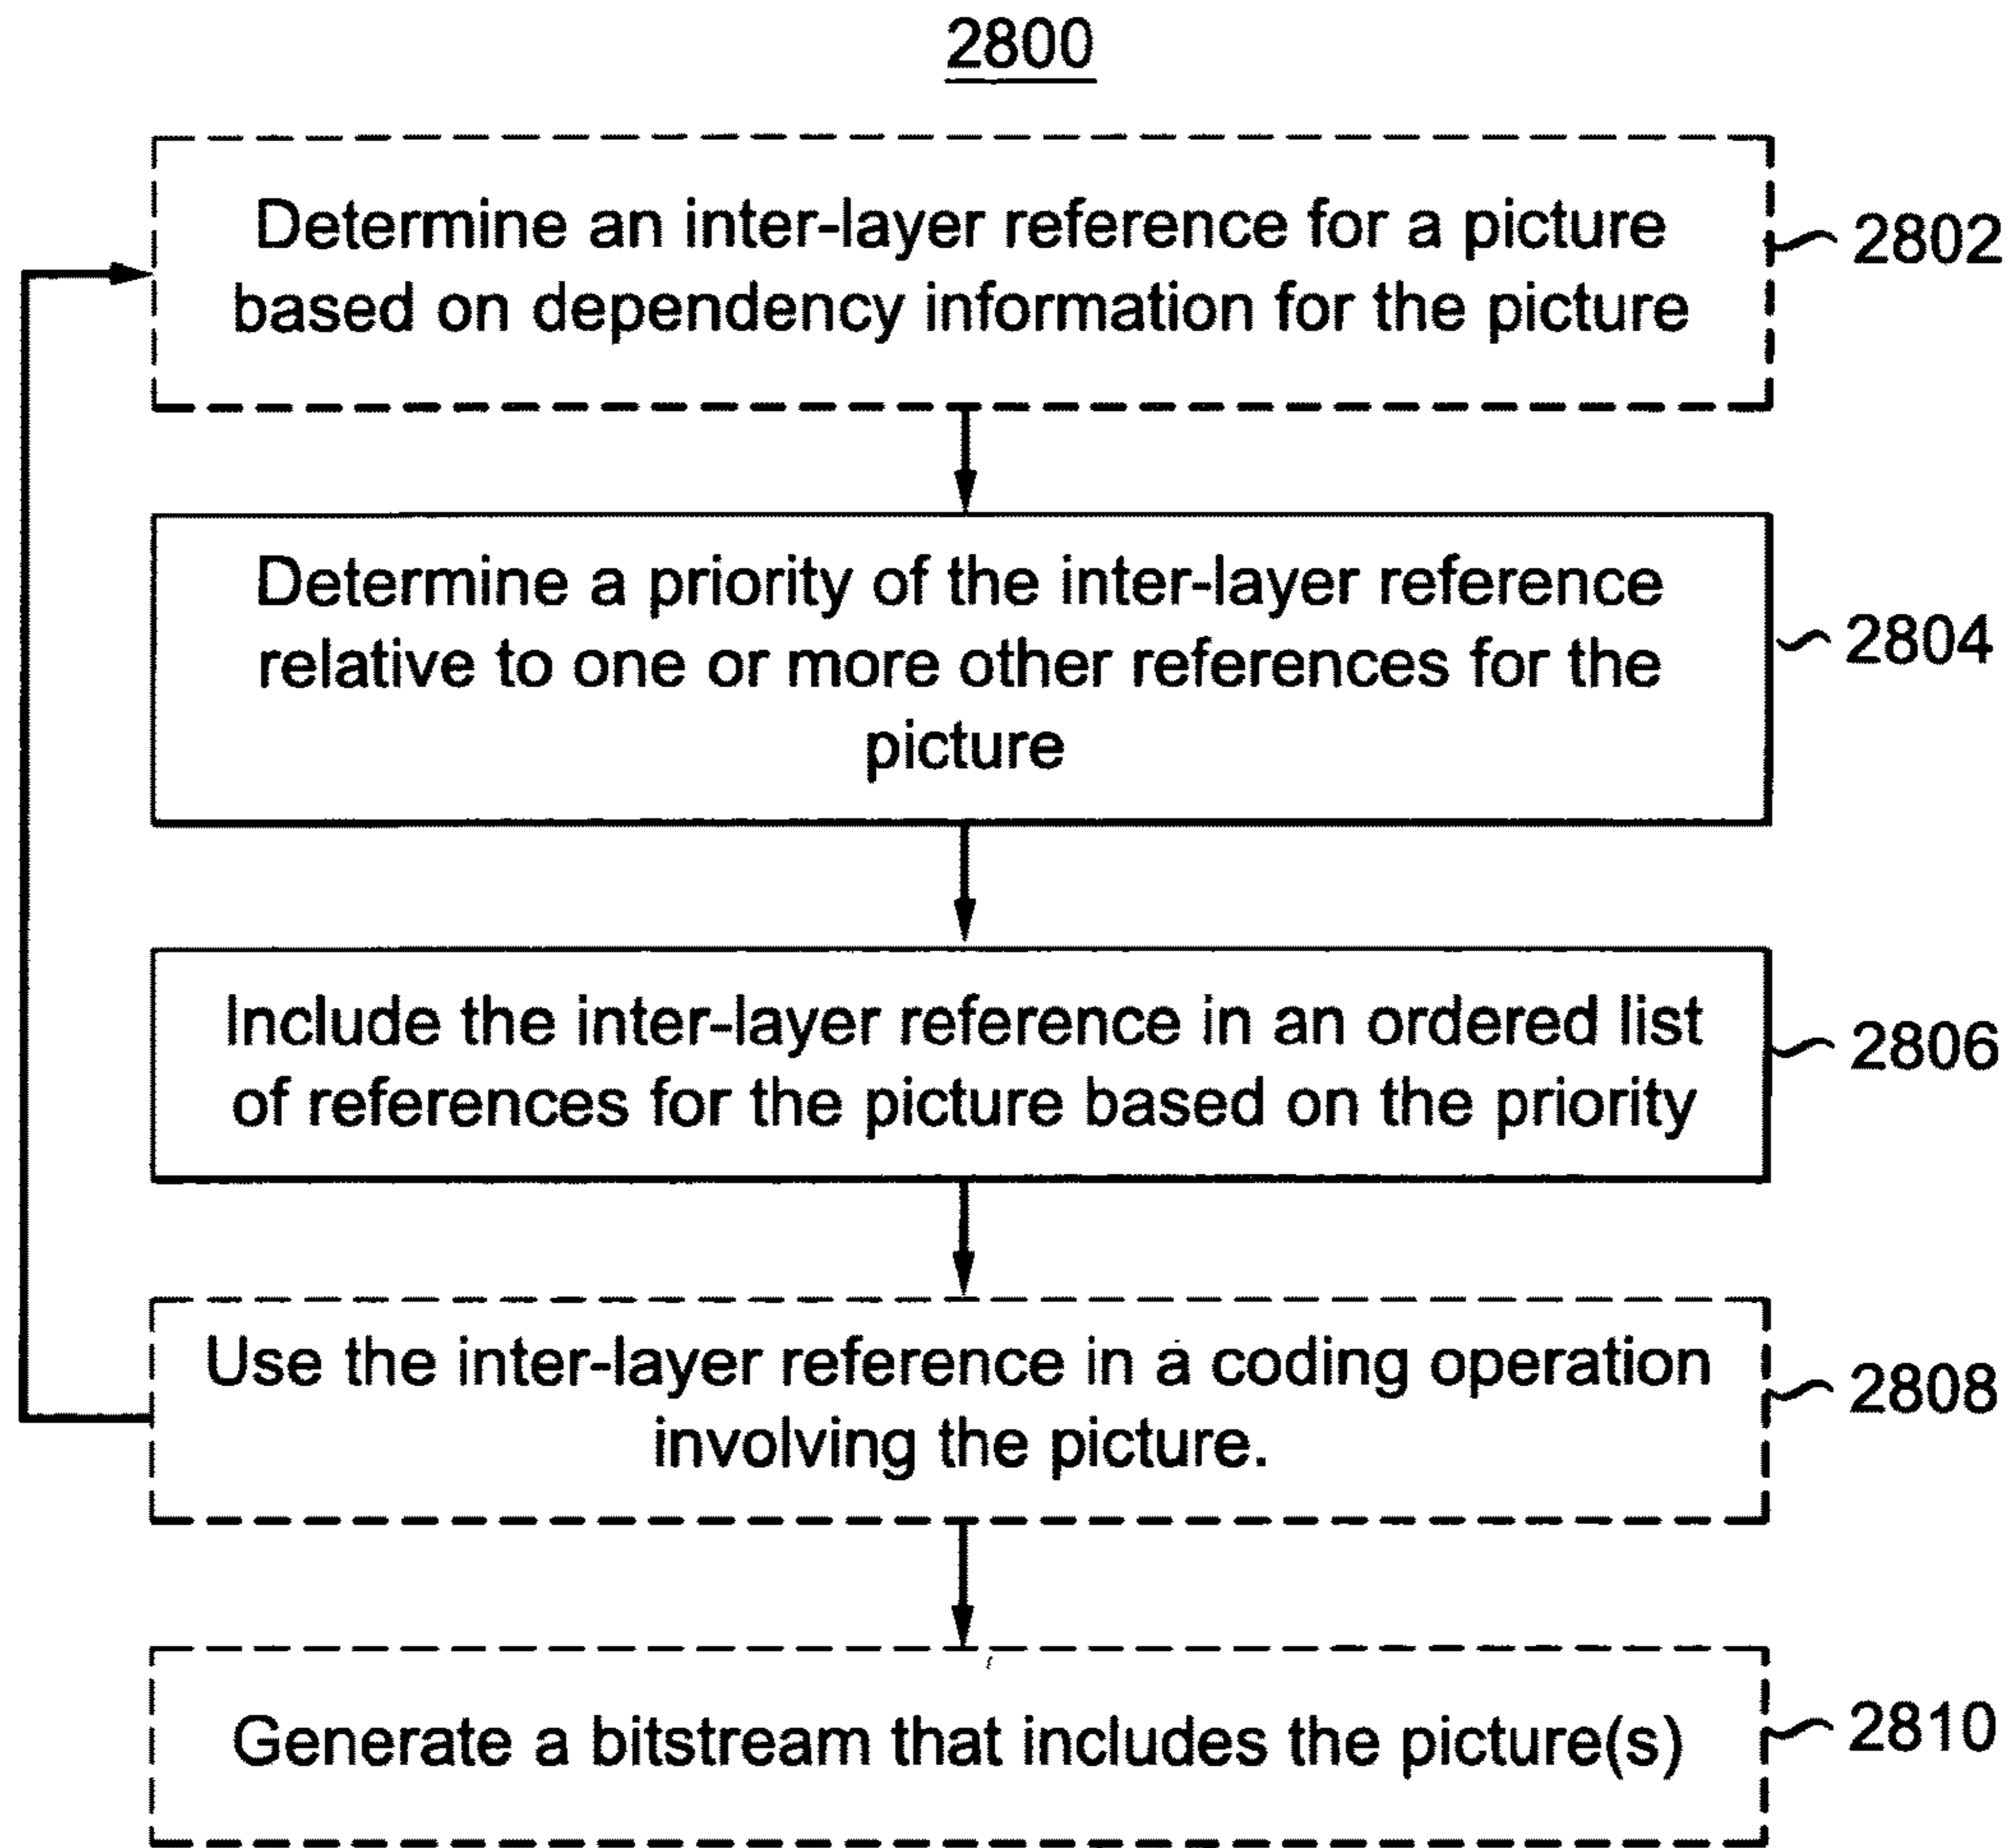 2800
Determine an inter-layer reference for a picture
based on dependency information for the picture
2802
Determine a priority of the inter-layer reference
relative to one or more other references for the
picture
2804
Include the inter-layer reference in an ordered list
of references for the picture based on the priority
2806
Use the inter-layer reference in a coding operation
involving the picture.
2808
Generate a bitstream that includes the picture(s)
2810